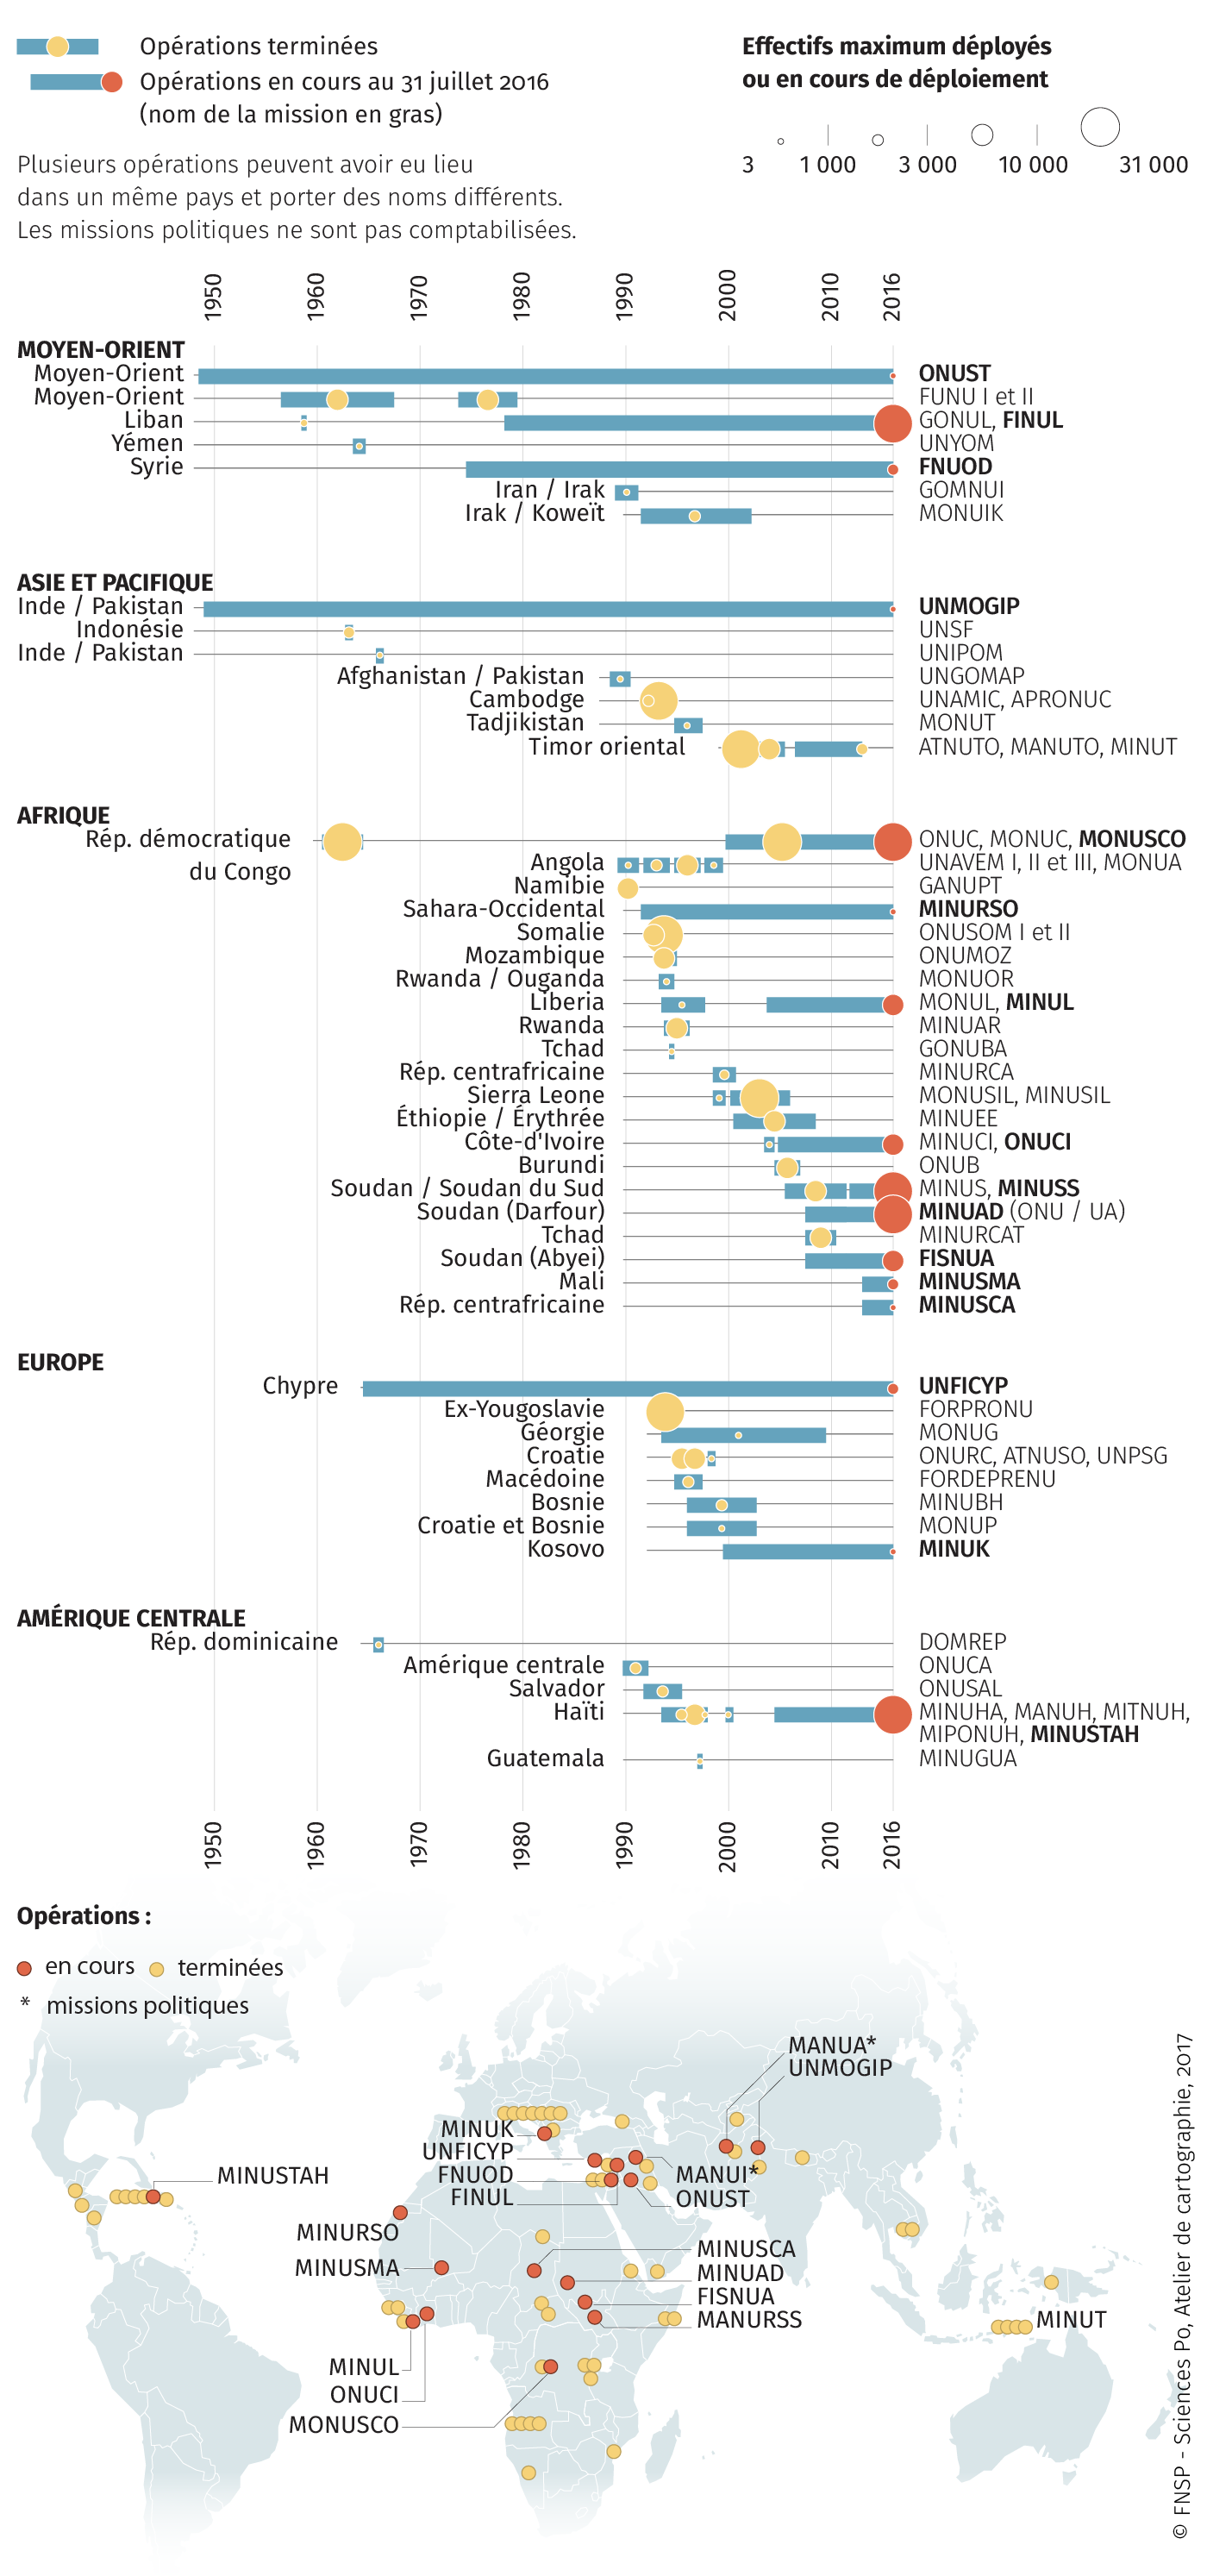 Opérations terminées
Opérations en cours au 31 juillet 2016
(nom de la mission en gras)
Effectifs maximum déployés
ou en cours de déploiement
3 1 000 3 000 10 000 31 000
Plusieurs opérations peuvent avoir eu lieu
dans un même pays et porter des noms différents.
Les missions politiques ne sont pas comptabilisées.
1950 1960 1970 1980 1990 2000 2010 2016
MOYEN-ORIENT
Moyen-Orient ONUST
Moyen-Orient FUNU I et II
Liban GONUL, FINUL
Yémen UNYOM
Syrie FNUOD
Iran / Irak GOMNUI
Irak / Koweït MONUIK
ASIE ET PACIFIQUE
Inde / Pakistan UNMOGIP
Indonésie UNSF
Inde / Pakistan UNIPOM
Afghanistan / Pakistan UNGOMAP
Cambodge UNAMIC, APRONUC
Tadjikistan MONUT
Timor oriental ATNUTO, MANUTO, MINUT
AFRIQUE
Rép. démocratique ONUC, MONUC, MONUSCO
du Congo
Angola UNAVEM I, II et III, MONUA
Namibie GANUPT
Sahara-Occidental MINURSO
Somalie ONUSOM I et II
Mozambique ONUMOZ
Rwanda / Ouganda MONUOR
Liberia MONUL, MINUL
Rwanda MINUAR
Tchad GONUBA
Rép. centrafricaine MINURCA
Sierra Leone MONUSIL, MINUSIL
Éthiopie / Érythrée MINUEE
Côte-d'Ivoire MINUCI, ONUCI
Burundi ONUB
Soudan / Soudan du Sud MINUS, MINUSS
Soudan (Darfour) MINUAD (ONU / UA)
Tchad MINURCAT
Soudan (Abyei) FISNUA
Mali MINUSMA
Rép. centrafricaine MINUSCA
EUROPE
Chypre UNFICYP
Ex-Yougoslavie FORPRONU
Géorgie MONUG
Croatie ONURC, ATNUSO, UNPSG
Macédoine FORDEPRENU
Bosnie MINUBH
Croatie et Bosnie MONUP
Kosovo MINUK
AMÉRIQUE CENTRALE
Rép. dominicaine DOMREP
Amérique centrale ONUCA
Salvador ONUSAL
Haïti MINUHA, MANUH, MITNUH,
MIPONUH, MINUSTAH
Guatemala MINUGUA
1950 1960 1970 1980 1990 2000 2010 2016
Opérations :
en cours terminées
* missions politiques
MANUA*
UNMOGIP
MINUK
UNFICYP
FNUOD MANUI*
FINUL ONUST
MINUSTAH
MINURSO
MINUSMA
MINUSCA
MINUAD
FISNUA
MANURSS
MINUT
MINUL
ONUCI
MONUSCO
© FNSP - Sciences Po, Atelier de cartographie, 2017